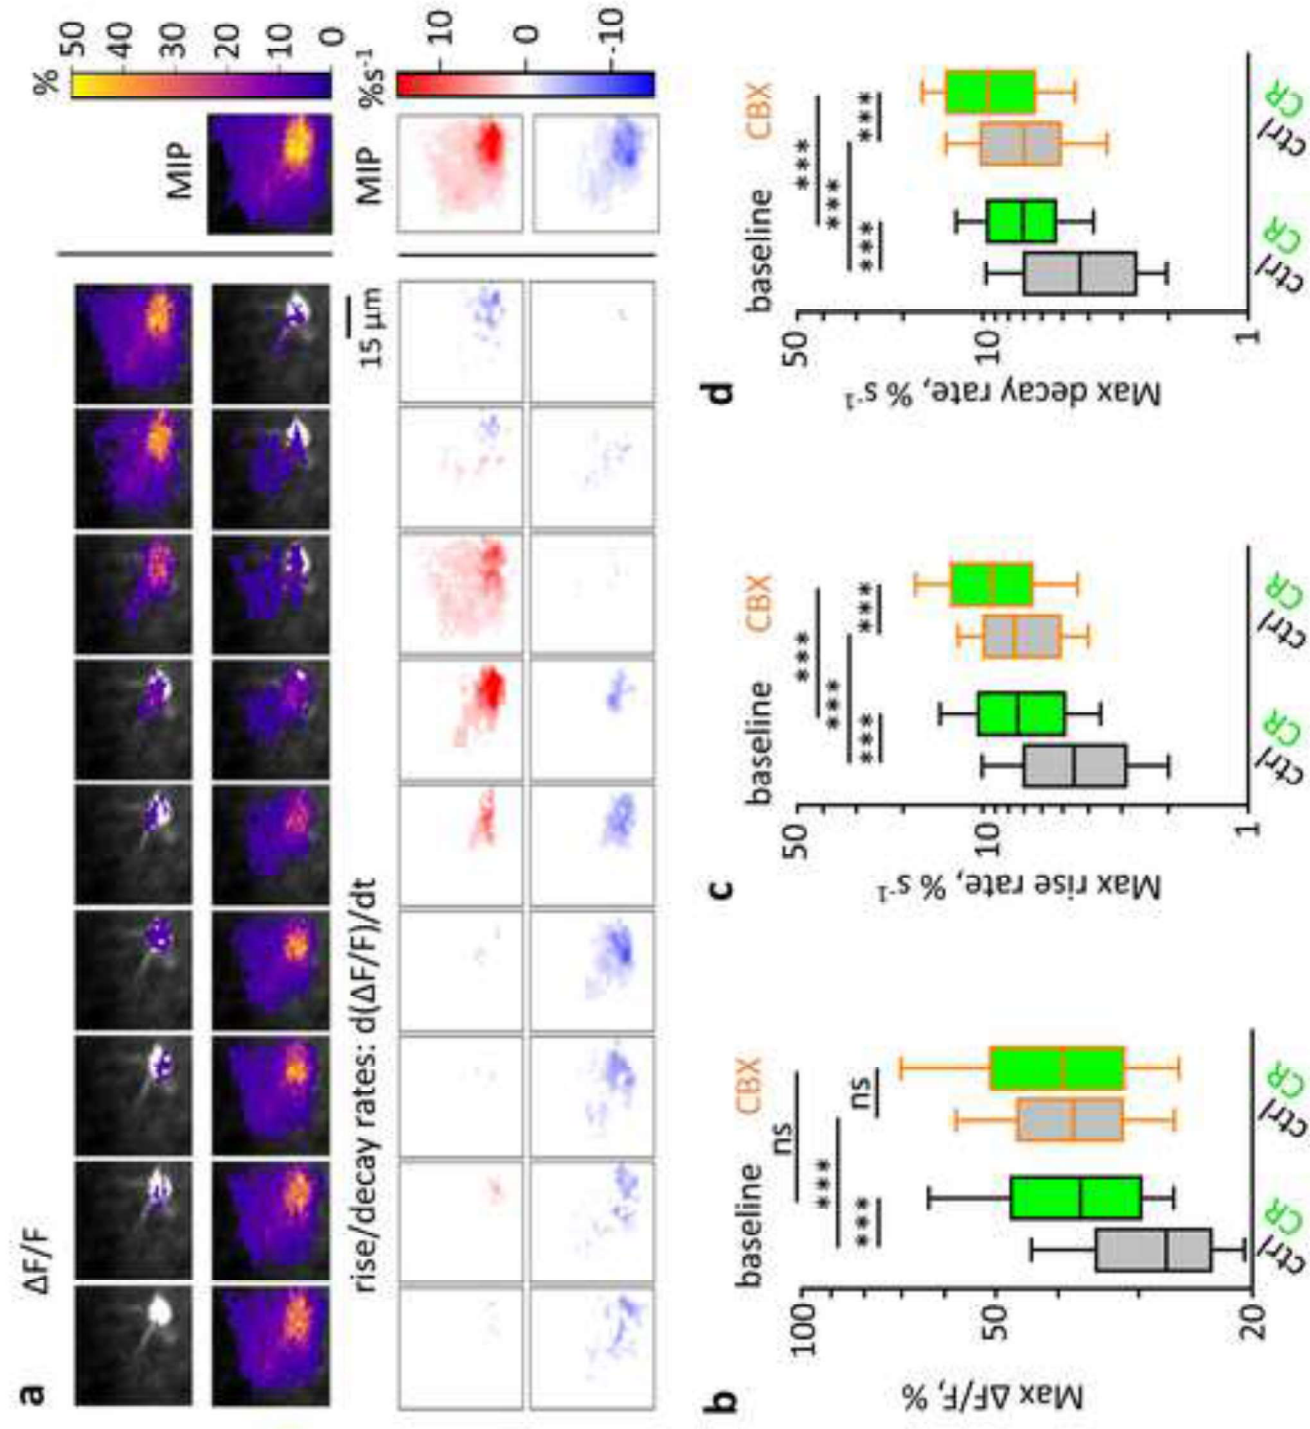 a
ΔF/F
MIP
%
50
40
30
20
10
0
15 µm
rise/decay rates: d(ΔF/F)/dt
MIP
%s⁻¹
10
0
-10
b
Max ΔF/F, %
100
50
20
baseline
CBX
ns
***
***
ns
ctrl
CR
ctrl
CR
c
Max rise rate, % s⁻¹
50
10
1
baseline
CBX
***
***
***
***
ctrl
CR
ctrl
CR
d
Max decay rate, % s⁻¹
50
10
1
baseline
CBX
***
***
***
***
ctrl
CR
ctrl
CR